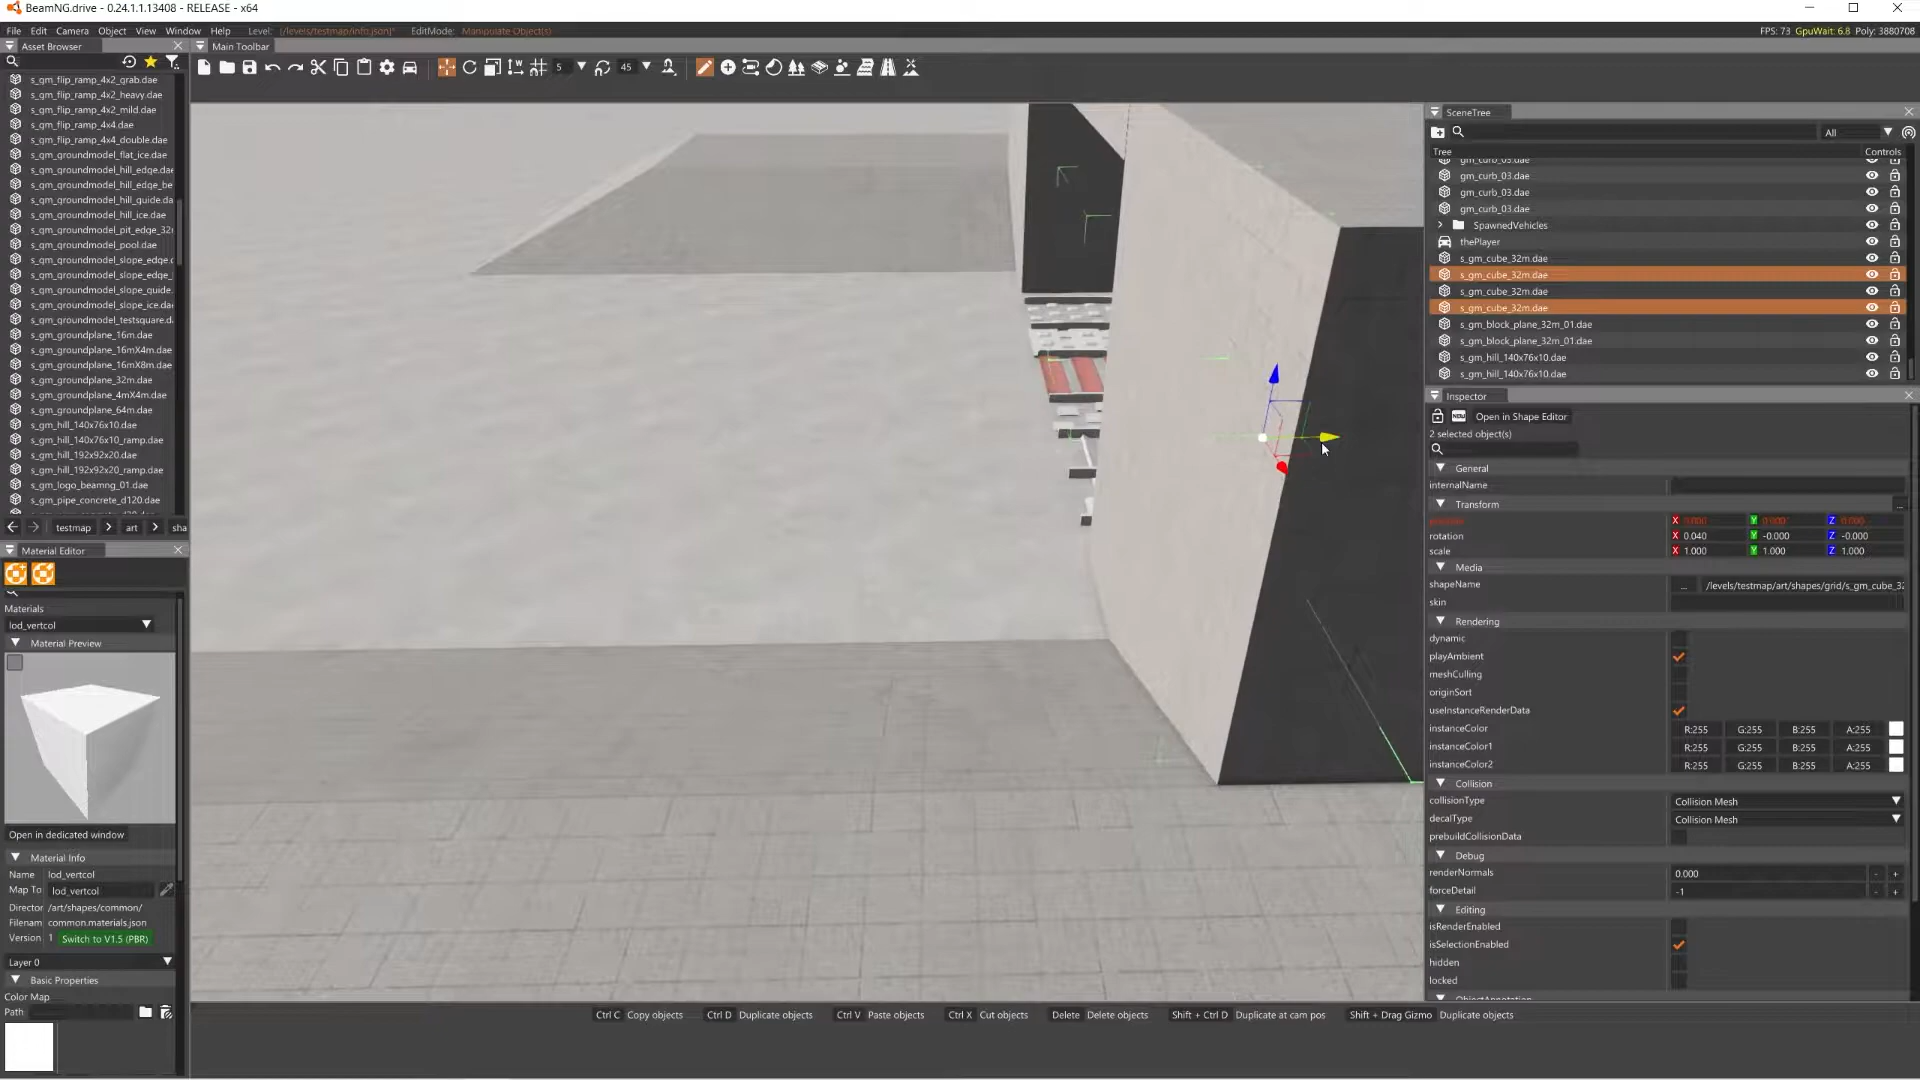 BeamNG.drive - 0.24.1.1.13408 - RELEASE - x64
File Edit Camera Object View Window Help Level: [/levels/testmap/info.json]* EditMode: Manipulate Object(s) FPS: 73 GpuWait: 6.8 Poly: 3880708
Asset Browser
Main Toolbar
5 45
s_gm_flip_ramp_4x2_grab.dae
s_gm_flip_ramp_4x2_heavy.dae
s_gm_flip_ramp_4x2_mild.dae
s_gm_flip_ramp_4x4.dae
s_gm_flip_ramp_4x4_double.dae
s_gm_groundmodel_flat_ice.dae
s_gm_groundmodel_hill_edge.dae
s_gm_groundmodel_hill_edge_be
s_gm_groundmodel_hill_guide.da
s_gm_groundmodel_hill_ice.dae
s_gm_groundmodel_pit_edge_32
s_gm_groundmodel_pool.dae
s_gm_groundmodel_slope_edge.c
s_gm_groundmodel_slope_edge_
s_gm_groundmodel_slope_guide.
s_gm_groundmodel_slope_ice.da
s_gm_groundmodel_testsquare.d.
s_gm_groundplane_16m.dae
s_gm_groundplane_16mX4m.dae
s_gm_groundplane_16mX8m.dae
s_gm_groundplane_32m.dae
s_gm_groundplane_4mX4m.dae
s_gm_groundplane_64m.dae
s_gm_hill_140x76x10.dae
s_gm_hill_140x76x10_ramp.dae
s_gm_hill_192x92x20.dae
s_gm_hill_192x92x20_ramp.dae
s_gm_logo_beamng_01.dae
s_gm_pipe_concrete_d120.dae
testmap > art > sha
Material Editor
Materials
lod_vertcol
Material Preview
Open in dedicated window
Material Info
Name lod_vertcol
Map To lod_vertcol
Director /art/shapes/common/
Filenam common.materials.json
Version 1 Switch to V1.5 (PBR)
Layer 0
Basic Properties
Color Map
Path
SceneTree
All
Tree Controls
gm_curb_03.dae
gm_curb_03.dae
gm_curb_03.dae
gm_curb_03.dae
SpawnedVehicles
thePlayer
s_gm_cube_32m.dae
s_gm_cube_32m.dae
s_gm_cube_32m.dae
s_gm_cube_32m.dae
s_gm_block_plane_32m_01.dae
s_gm_block_plane_32m_01.dae
s_gm_hill_140x76x10.dae
s_gm_hill_140x76x10.dae
Inspector
NEW Open in Shape Editor
2 selected object(s)
General
internalName
Transform ...
position X 0.000 Y 0.000 Z 0.000
rotation X 0.040 Y -0.000 Z -0.000
scale X 1.000 Y 1.000 Z 1.000
Media
shapeName ... /levels/testmap/art/shapes/grid/s_gm_cube_32
skin
Rendering
dynamic
playAmbient
meshCulling
originSort
useInstanceRenderData
instanceColor R:255 G:255 B:255 A:255
instanceColor1 R:255 G:255 B:255 A:255
instanceColor2 R:255 G:255 B:255 A:255
Collision
collisionType Collision Mesh
decalType Collision Mesh
prebuildCollisionData
Debug
renderNormals 0.000 - +
forceDetail -1 - +
Editing
isRenderEnabled
isSelectionEnabled
hidden
locked
ObjectAnnotation
Ctrl C Copy objects Ctrl D Duplicate objects Ctrl V Paste objects Ctrl X Cut objects Delete Delete objects Shift + Ctrl D Duplicate at cam pos Shift + Drag Gizmo Duplicate objects